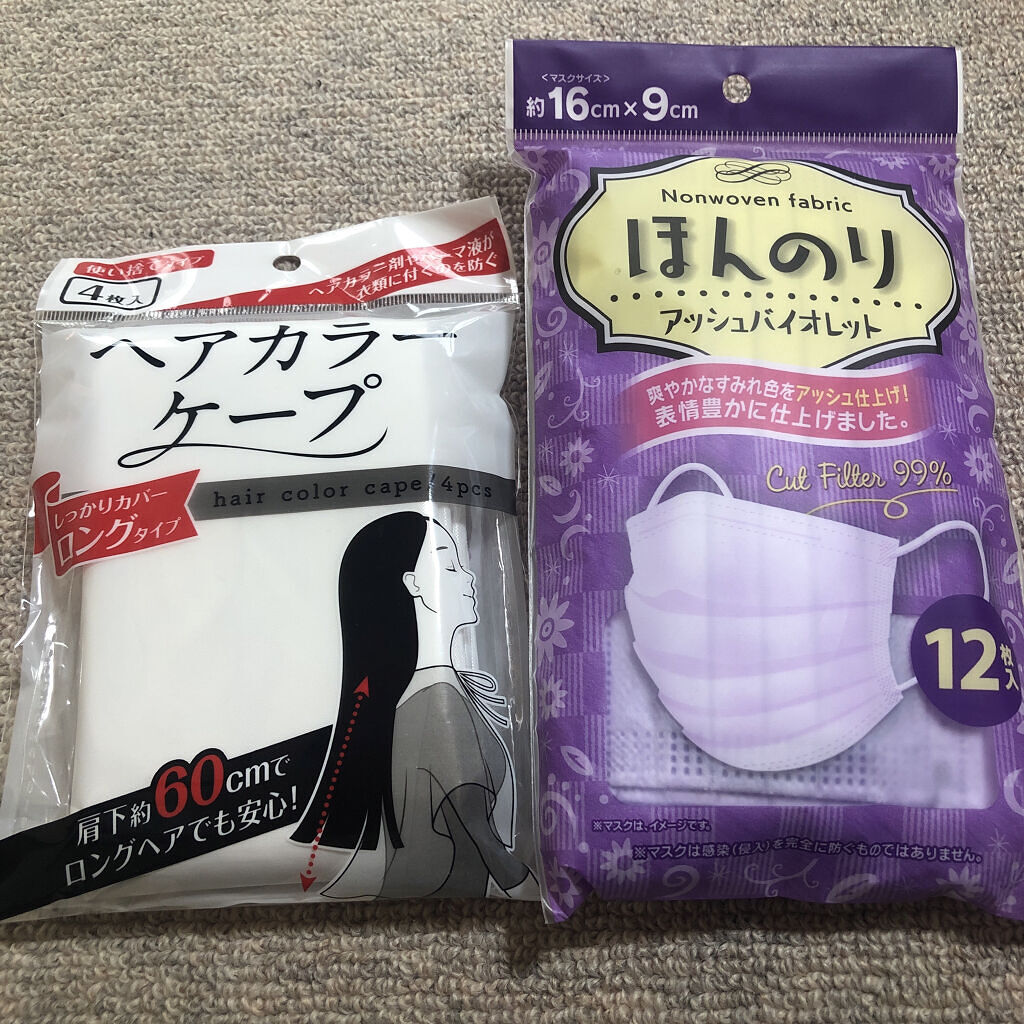 使い捨てタイプ
4枚入
ヘアカラー剤やパーマ液が
衣類に付くのを防ぐ
ヘアカラー
ケープ
hair color cape/4pcs
しっかりカバー
ロングタイプ
肩下約60cmで
ロングヘアでも安心!
<マスクサイズ>
約16cm×9cm
Nonwoven fabric
ほんのり
アッシュバイオレット
爽やかなすみれ色をアッシュ仕上げ!
表情豊かに仕上げました。
Cut Filter 99%
12枚入
※マスクは、イメージです。
※マスクは感染(侵入)を完全に防ぐものではありません。